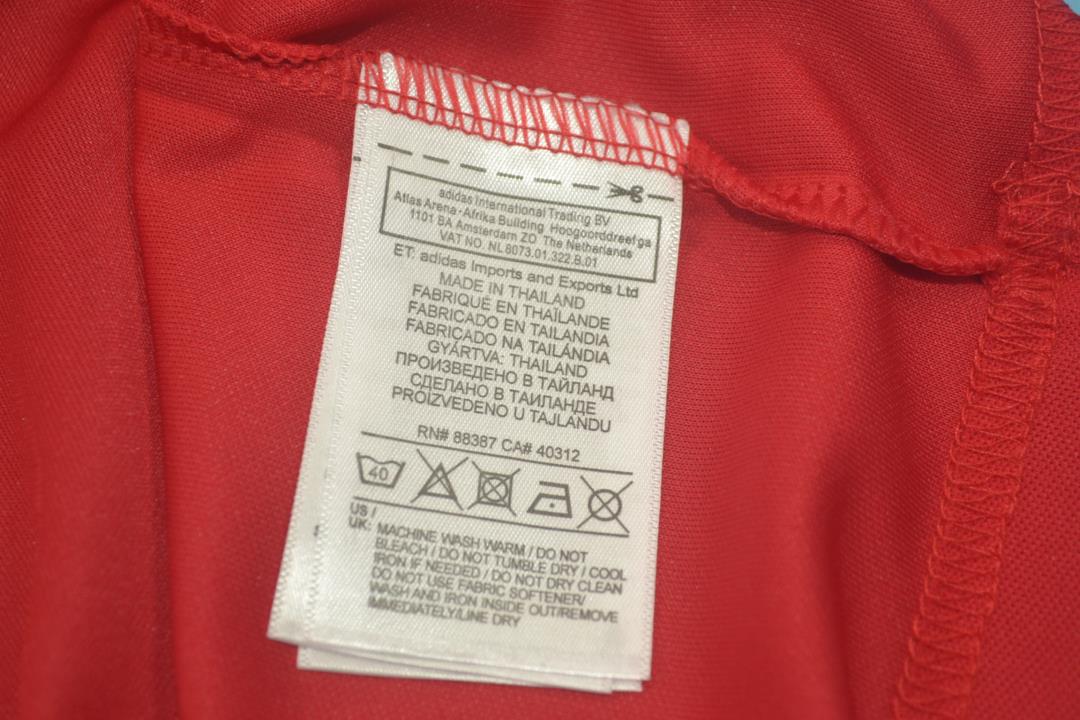 adidas International Trading BV
Atlas Arena-Afrika Building Hoogoorddreef 9a
1101 BA Amsterdam ZO The Netherlands
VAT NO. NL 8073.01.322.B.01
ET: adidas Imports and Exports Ltd
MADE IN THAILAND
FABRIQUÉ EN THAÏLANDE
FABRICADO EN TAILANDIA
FABRICADO NA TAILÂNDIA
GYÁRTVA: THAILAND
ПРОИЗВЕДЕНО В ТАЙЛАНД
СДЕЛАНО В ТАИЛАНДЕ
PROIZVEDENO U TAJLANDU
RN# 88387 CA# 40312
40
US /
UK: MACHINE WASH WARM / DO NOT
BLEACH / DO NOT TUMBLE DRY / COOL
IRON IF NEEDED / DO NOT DRY CLEAN
DO NOT USE FABRIC SOFTENER/
WASH AND IRON INSIDE OUT/REMOVE
IMMEDIATELY/LINE DRY